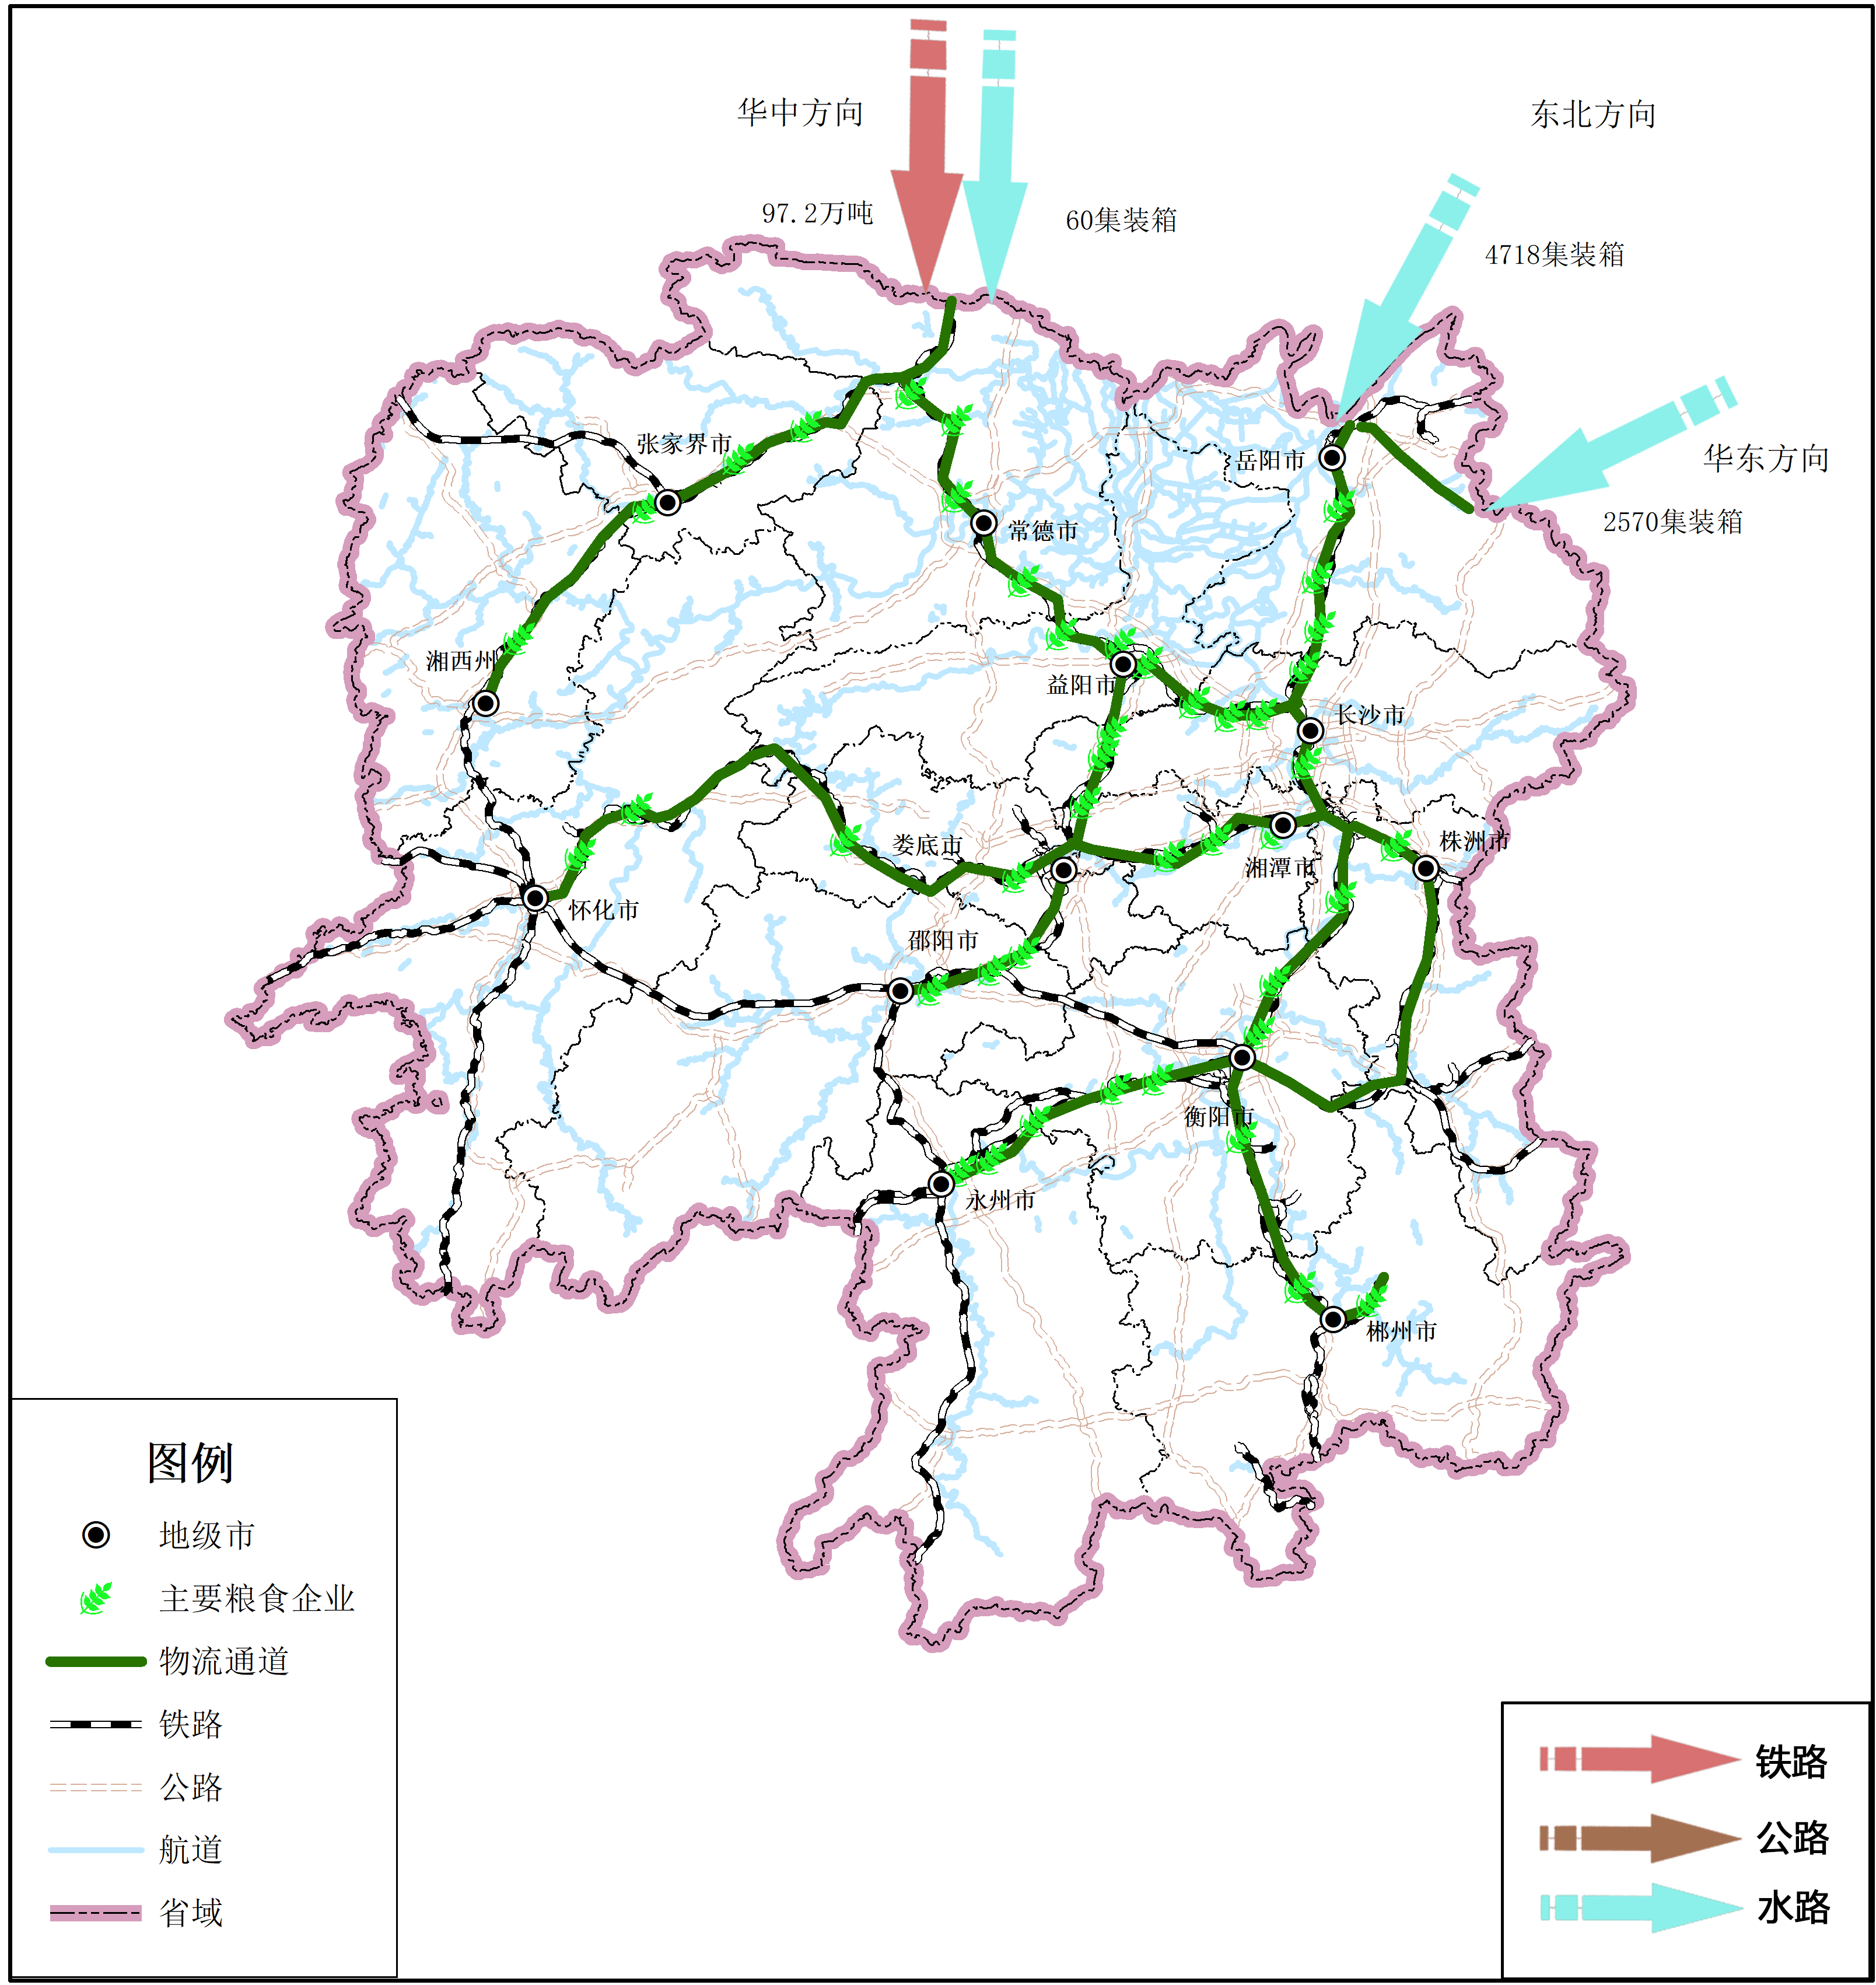 华中方向
东北方向
97.2万吨
60集装箱
4718集装箱
华东方向
2570集装箱
张家界市
岳阳市
常德市
湘西州
益阳市
长沙市
娄底市
湘潭市
株洲市
怀化市
邵阳市
衡阳市
永州市
郴州市
图例
地级市
主要粮食企业
物流通道
铁路
公路
航道
省域
铁路
公路
水路